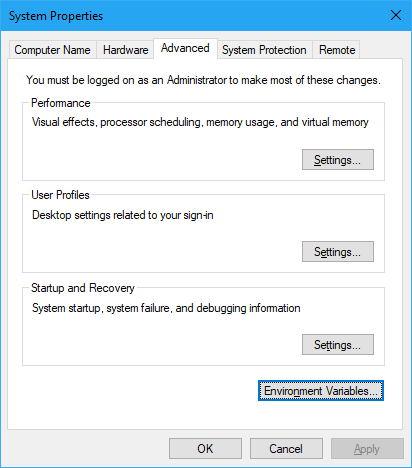 System Properties
Computer Name Hardware Advanced System Protection Remote
You must be logged on as an Administrator to make most of these changes.
Performance
Visual effects, processor scheduling, memory usage, and virtual memory
Settings...
User Profiles
Desktop settings related to your sign-in
Settings...
Startup and Recovery
System startup, system failure, and debugging information
Settings...
Environment Variables...
OK Cancel Apply